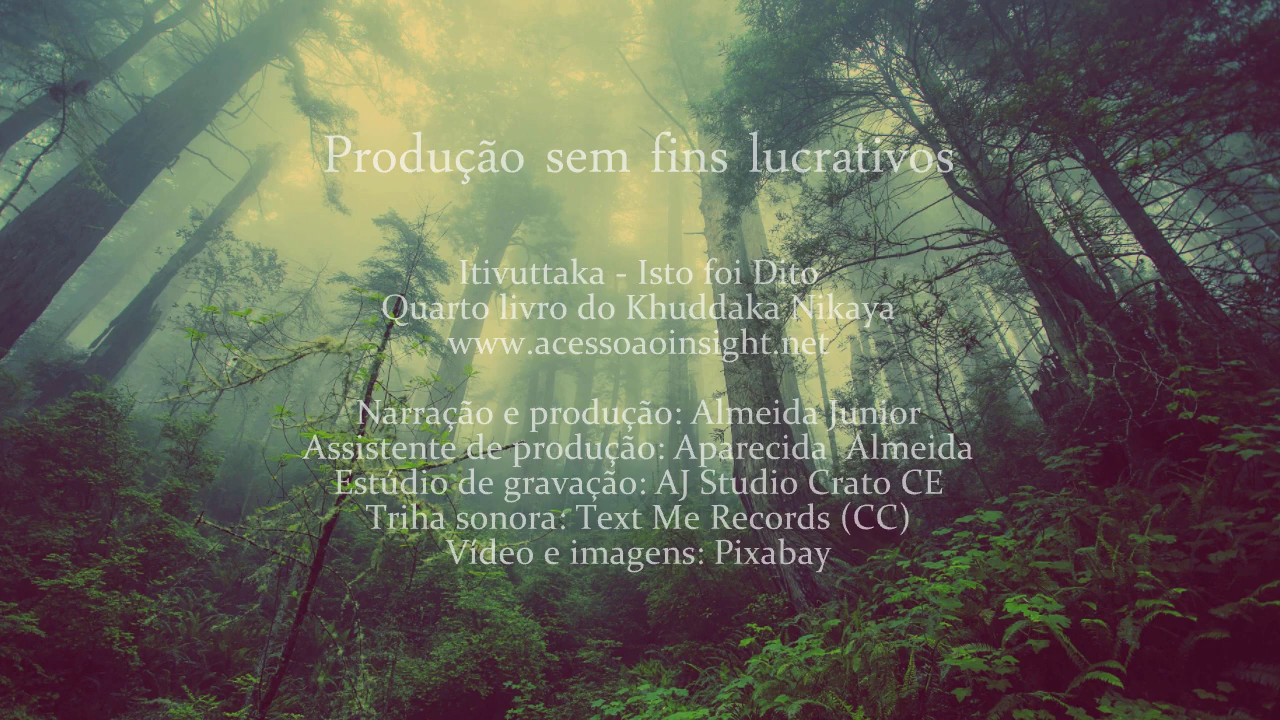 Produção sem fins lucrativos
Itivuttaka - Isto foi Dito
Quarto livro do Khuddaka Nikaya
www.acessoaoinsight.net
Narração e produção: Almeida Junior
Assistente de produção: Aparecida Almeida
Estúdio de gravação: AJ Studio Crato CE
Triha sonora: Text Me Records (CC)
Vídeo e imagens: Pixabay